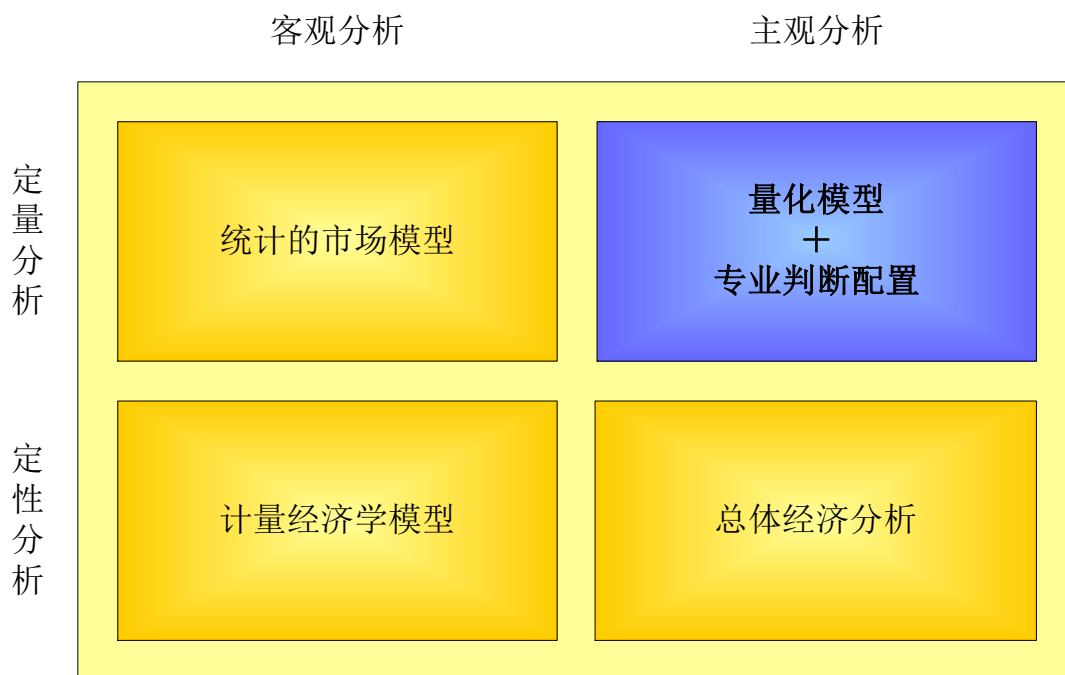 客观分析
主观分析
定量分析
统计的市场模型
量化模型
＋
专业判断配置
定性分析
计量经济学模型
总体经济分析